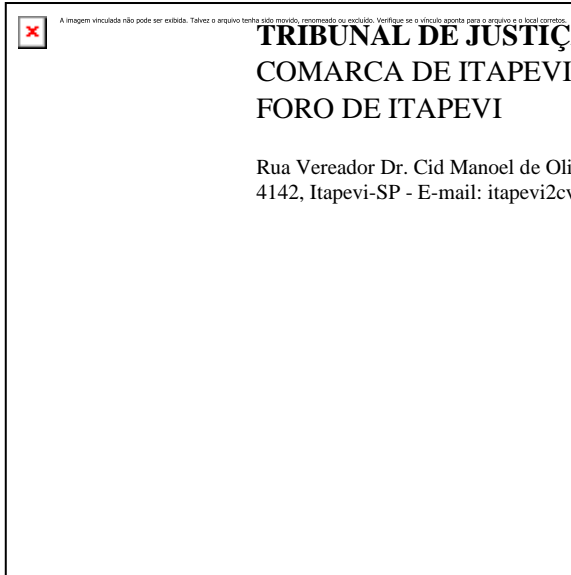 A imagem vinculada não pode ser exibida. Talvez o arquivo tenha sido movido, renomeado ou excluído. Verifique se o vínculo aponta para o arquivo e o local corretos.
TRIBUNAL DE JUSTIÇ
COMARCA DE ITAPEVI
FORO DE ITAPEVI
Rua Vereador Dr. Cid Manoel de Oli
4142, Itapevi-SP - E-mail: itapevi2cv